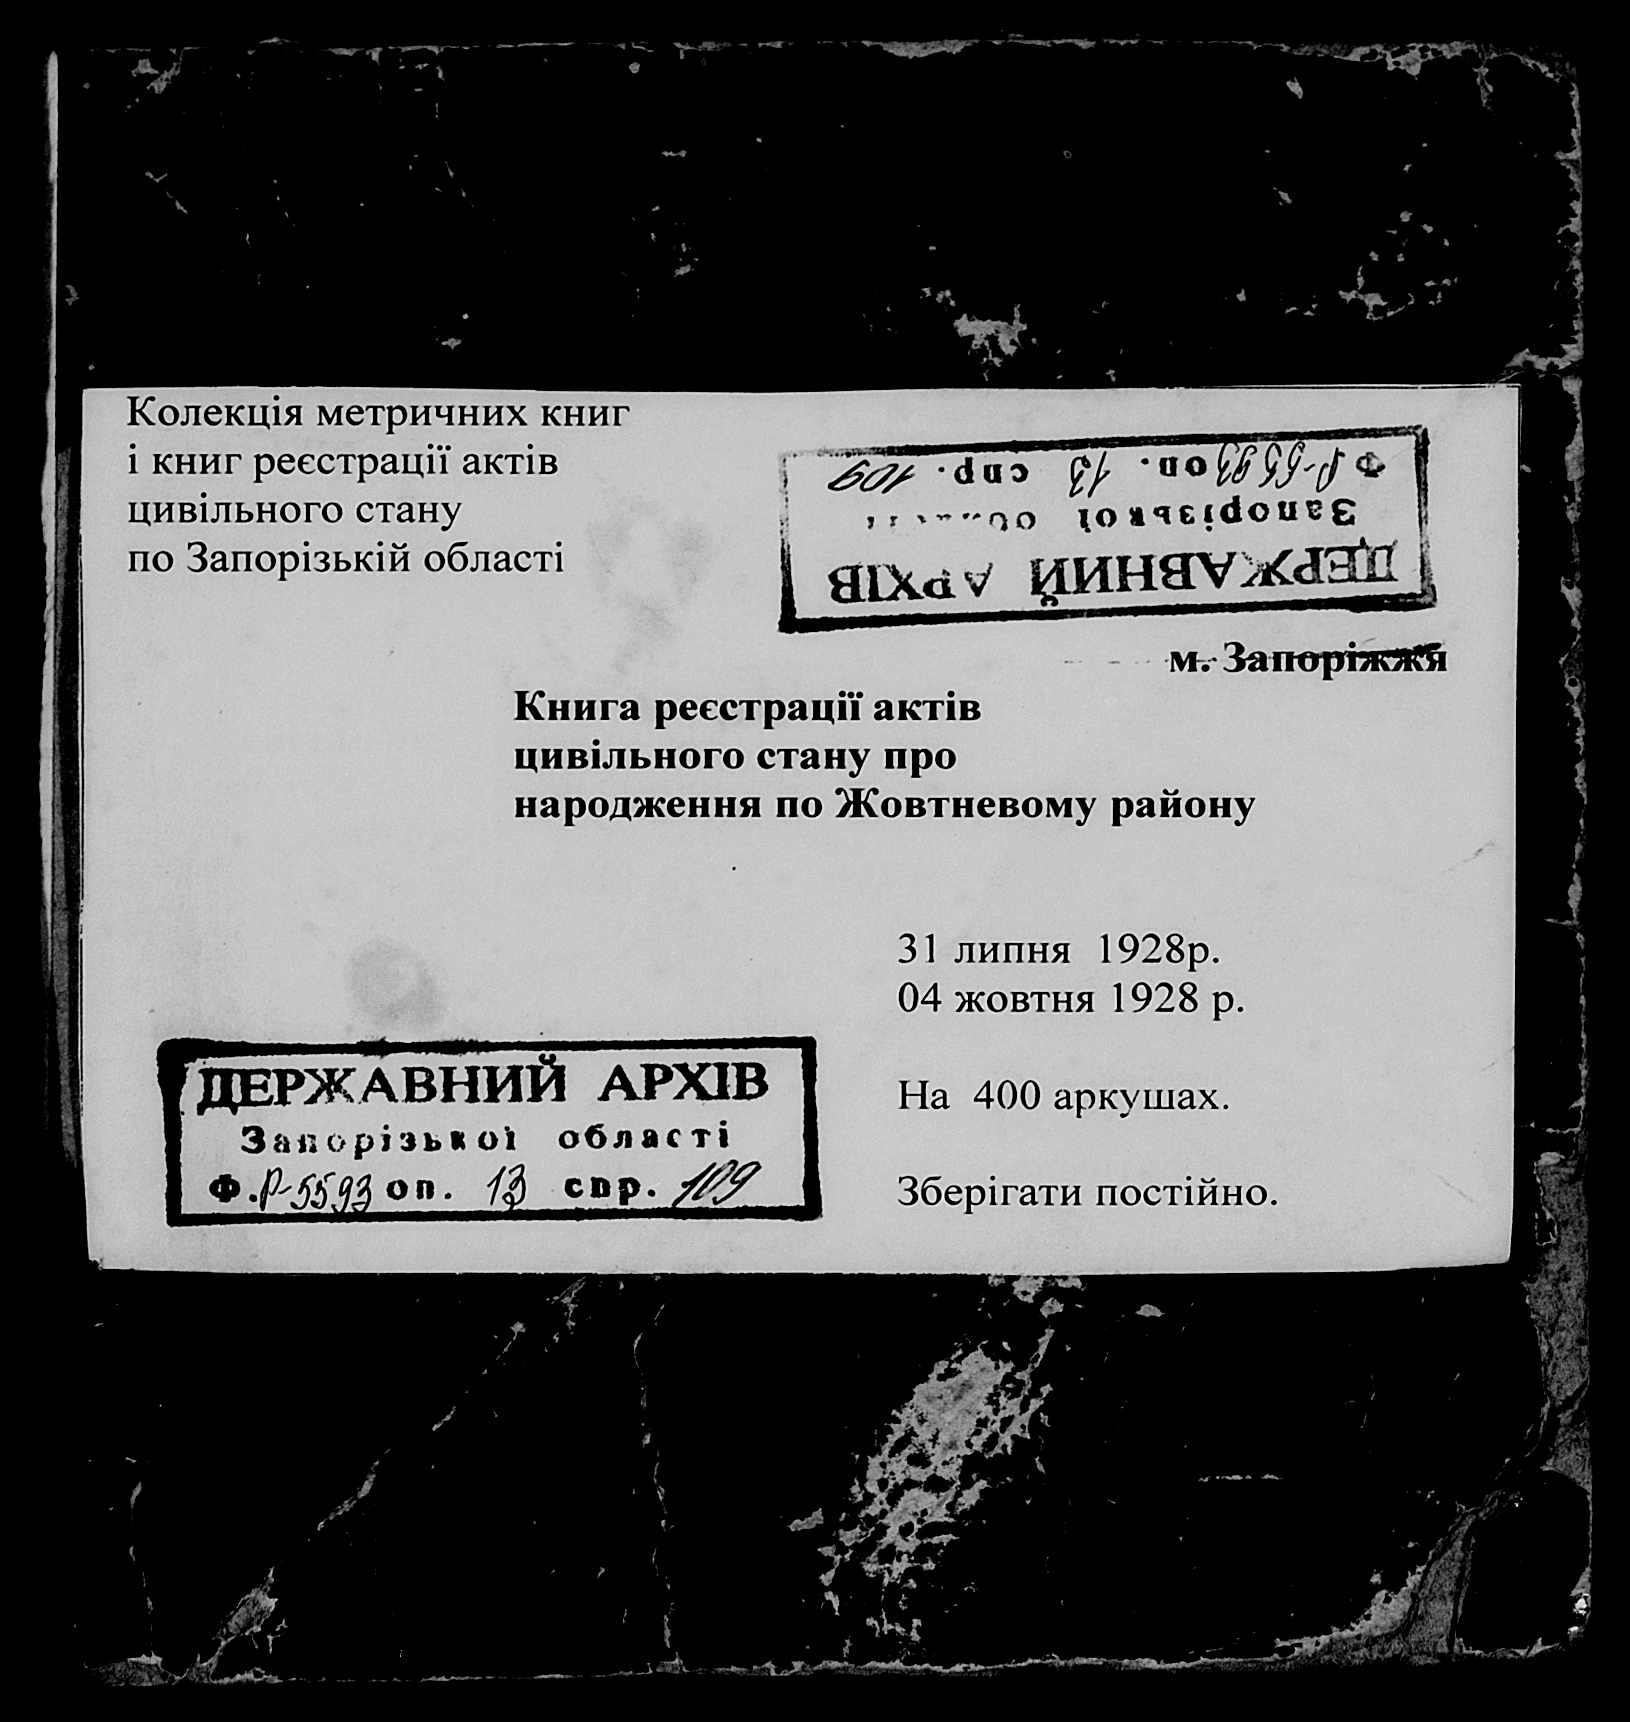 Колекція метричних книг
і книг реєстрації актів
цивільного стану
по Запорізькій області
ДЕРЖАВНИЙ АРХІВ
Запорізької області
Ф. Р-5593 оп. 13 спр. 109
м. Запоріжжя
Книга реєстрації актів
цивільного стану про
народження по Жовтневому району
31 липня 1928р.
04 жовтня 1928 р.
На 400 аркушах.
Зберігати постійно.
ДЕРЖАВНИЙ АРХІВ
Запорізької області
Ф. Р-5593 оп. 13 спр. 109